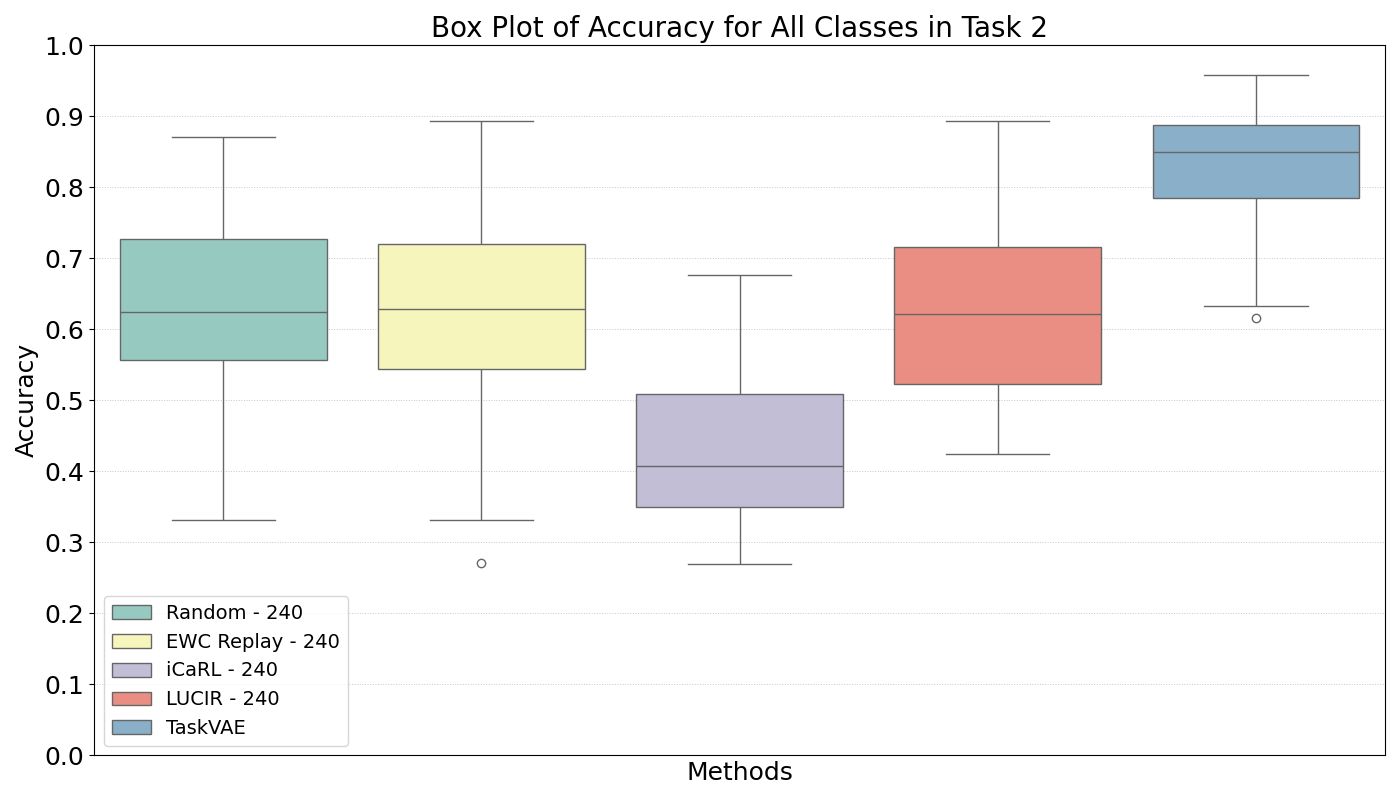 Box Plot of Accuracy for All Classes in Task 2
1.0
0.9
0.8
0.7
0.6
0.5
0.4
0.3
0.2
0.1
0.0
Accuracy
Random - 240
EWC Replay - 240
iCaRL - 240
LUCIR - 240
TaskVAE
Methods